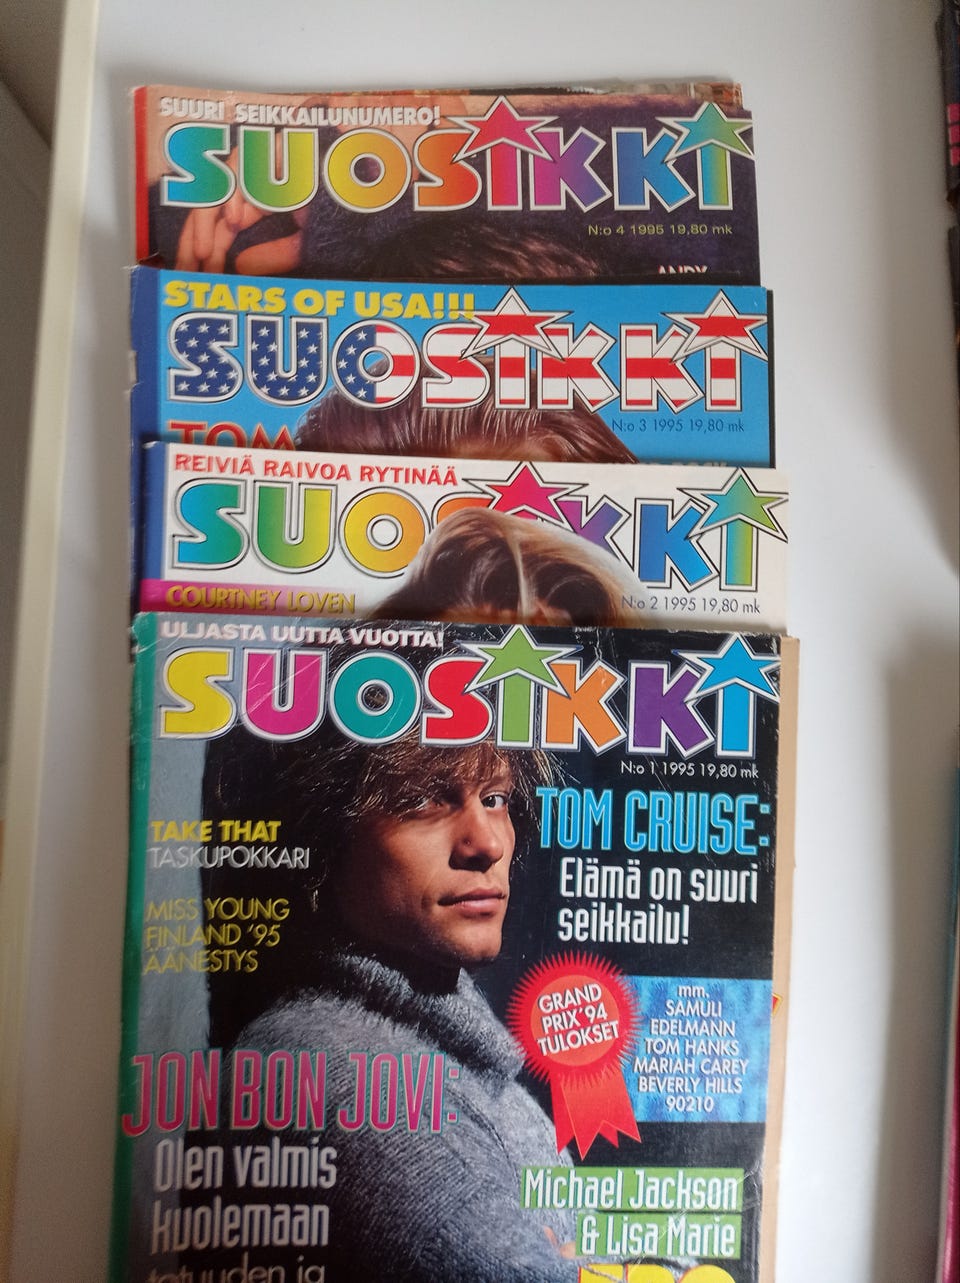 SUURI SEIKKAILUNUMERO!
SUOSIKKI
N:o 4 1995 19,80 mk
ANDY
STARS OF USA!!!
SUOSIKKI
N:o 3 1995 19,80 mk
TOM
REIVIÄ RAIVOA RYTINÄÄ
SUOSIKKI
COURTNEY LOVEN
N:o 2 1995 19,80 mk
ULJASTA UUTTA VUOTTA!
SUOSIKKI
N:o 1 1995 19,80 mk
TAKE THAT
TASKUPOKKARI
MISS YOUNG
FINLAND '95
ÄÄNESTYS
TOM CRUISE:
Elämä on suuri
seikkailu!
GRAND
PRIX'94
TULOKSET
mm.
SAMULI
EDELMANN
TOM HANKS
MARIAH CAREY
BEVERLY HILLS
90210
JON BON JOVI:
Olen valmis
kuolemaan
totuuden ja
Michael Jackson
& Lisa Marie